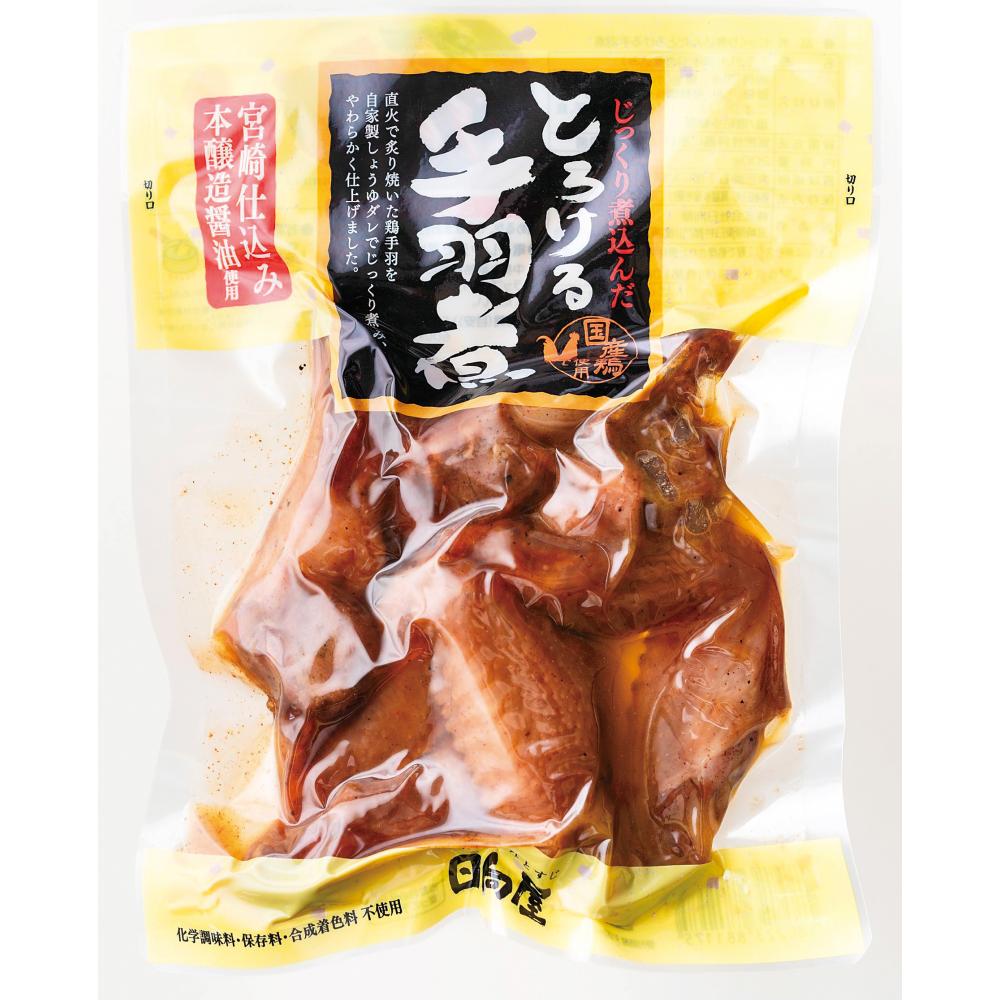 じっくり煮込んだ
とろける
手羽煮
直火で炙り焼いた鶏手羽を
自家製しょうゆダレでじっくり煮み、
やわらかく仕上げました。
国産鶏
使用
宮崎仕込み
本醸造醤油使用
切り口
切り口
日向屋
化学調味料・保存料・合成着色料 不使用